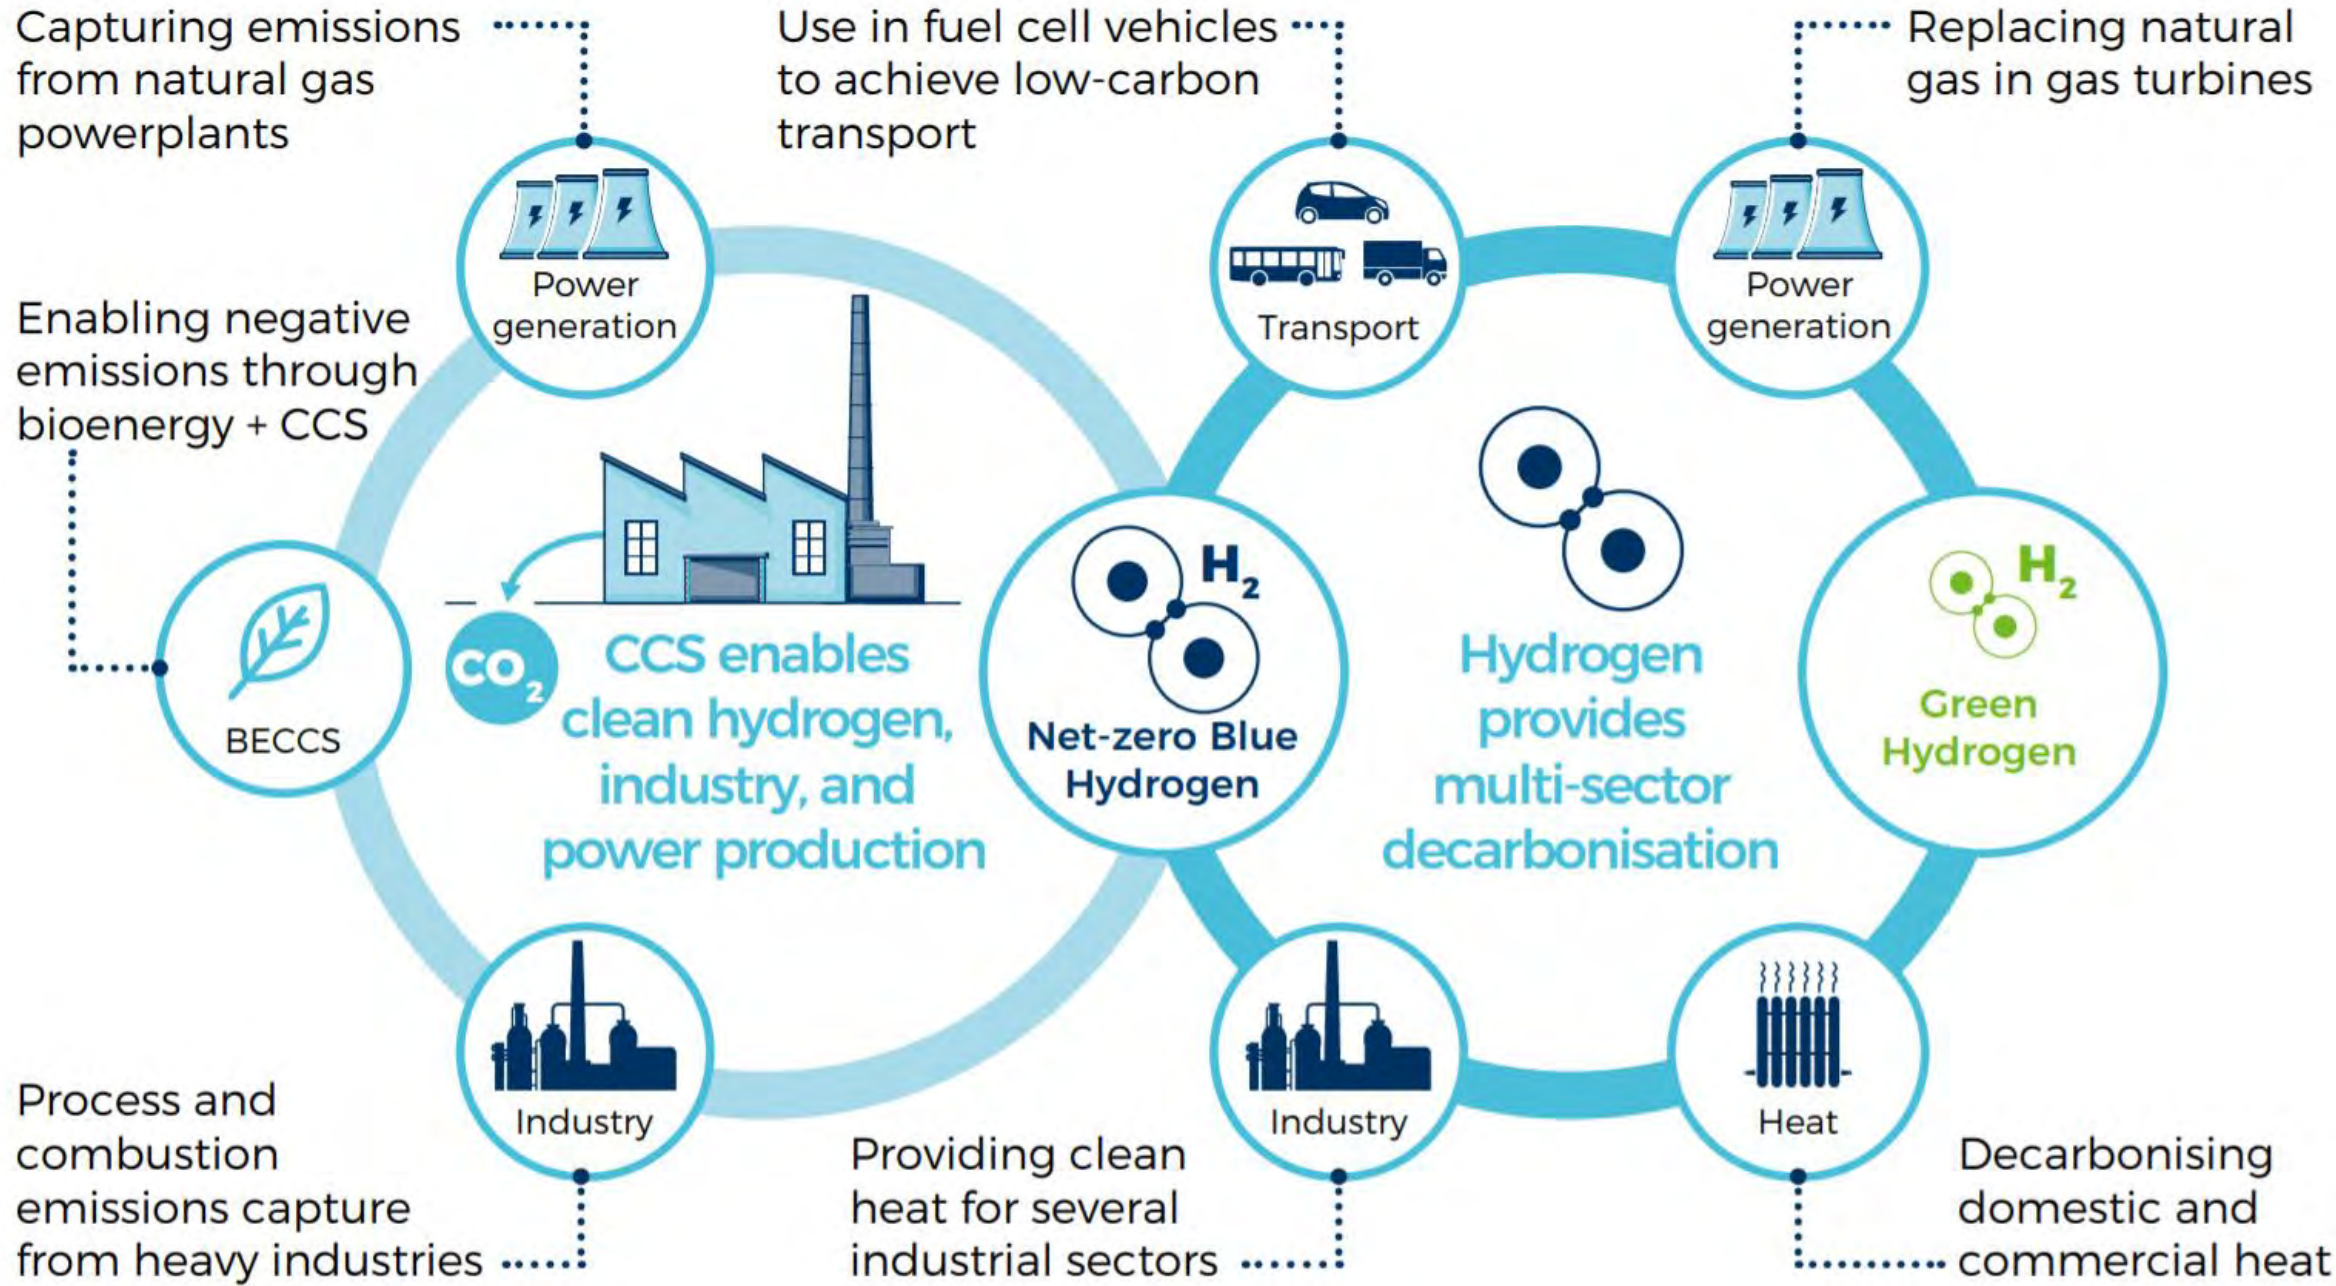 Capturing emissions
from natural gas
powerplants
Use in fuel cell vehicles
to achieve low-carbon
transport
Replacing natural
gas in gas turbines
Power
generation
Transport
Power
generation
Enabling negative
emissions through
bioenergy + CCS
BECCS
CO2
CCS enables
clean hydrogen,
industry, and
power production
H2
Net-zero Blue
Hydrogen
Hydrogen
provides
multi-sector
decarbonisation
H2
Green
Hydrogen
Industry
Industry
Heat
Process and
combustion
emissions capture
from heavy industries
Providing clean
heat for several
industrial sectors
Decarbonising
domestic and
commercial heat